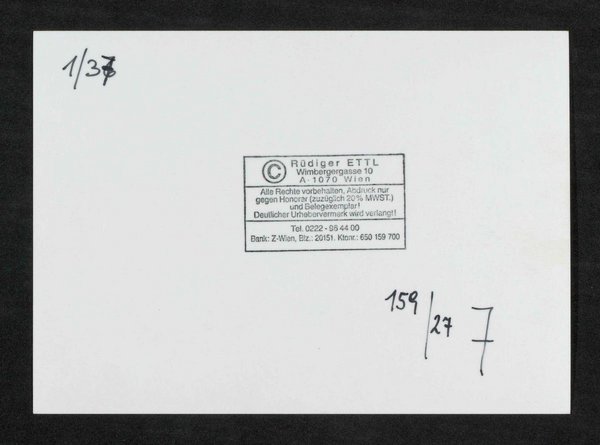 © Rüdiger ETTL
Wimbergergasse 10
A-1070 Wien
Alle Rechte vorbehalten, Abdruck nur
gegen Honorar (zuzüglich 20% MWST.)
und Belegexemplar!
Deutlicher Urhebervermerk wird verlangt!
Tel. 0222 - 96 44 00
Bank: Z-Wien, Blz.: 20151. Ktonr.: 650 159 700
159/27 7